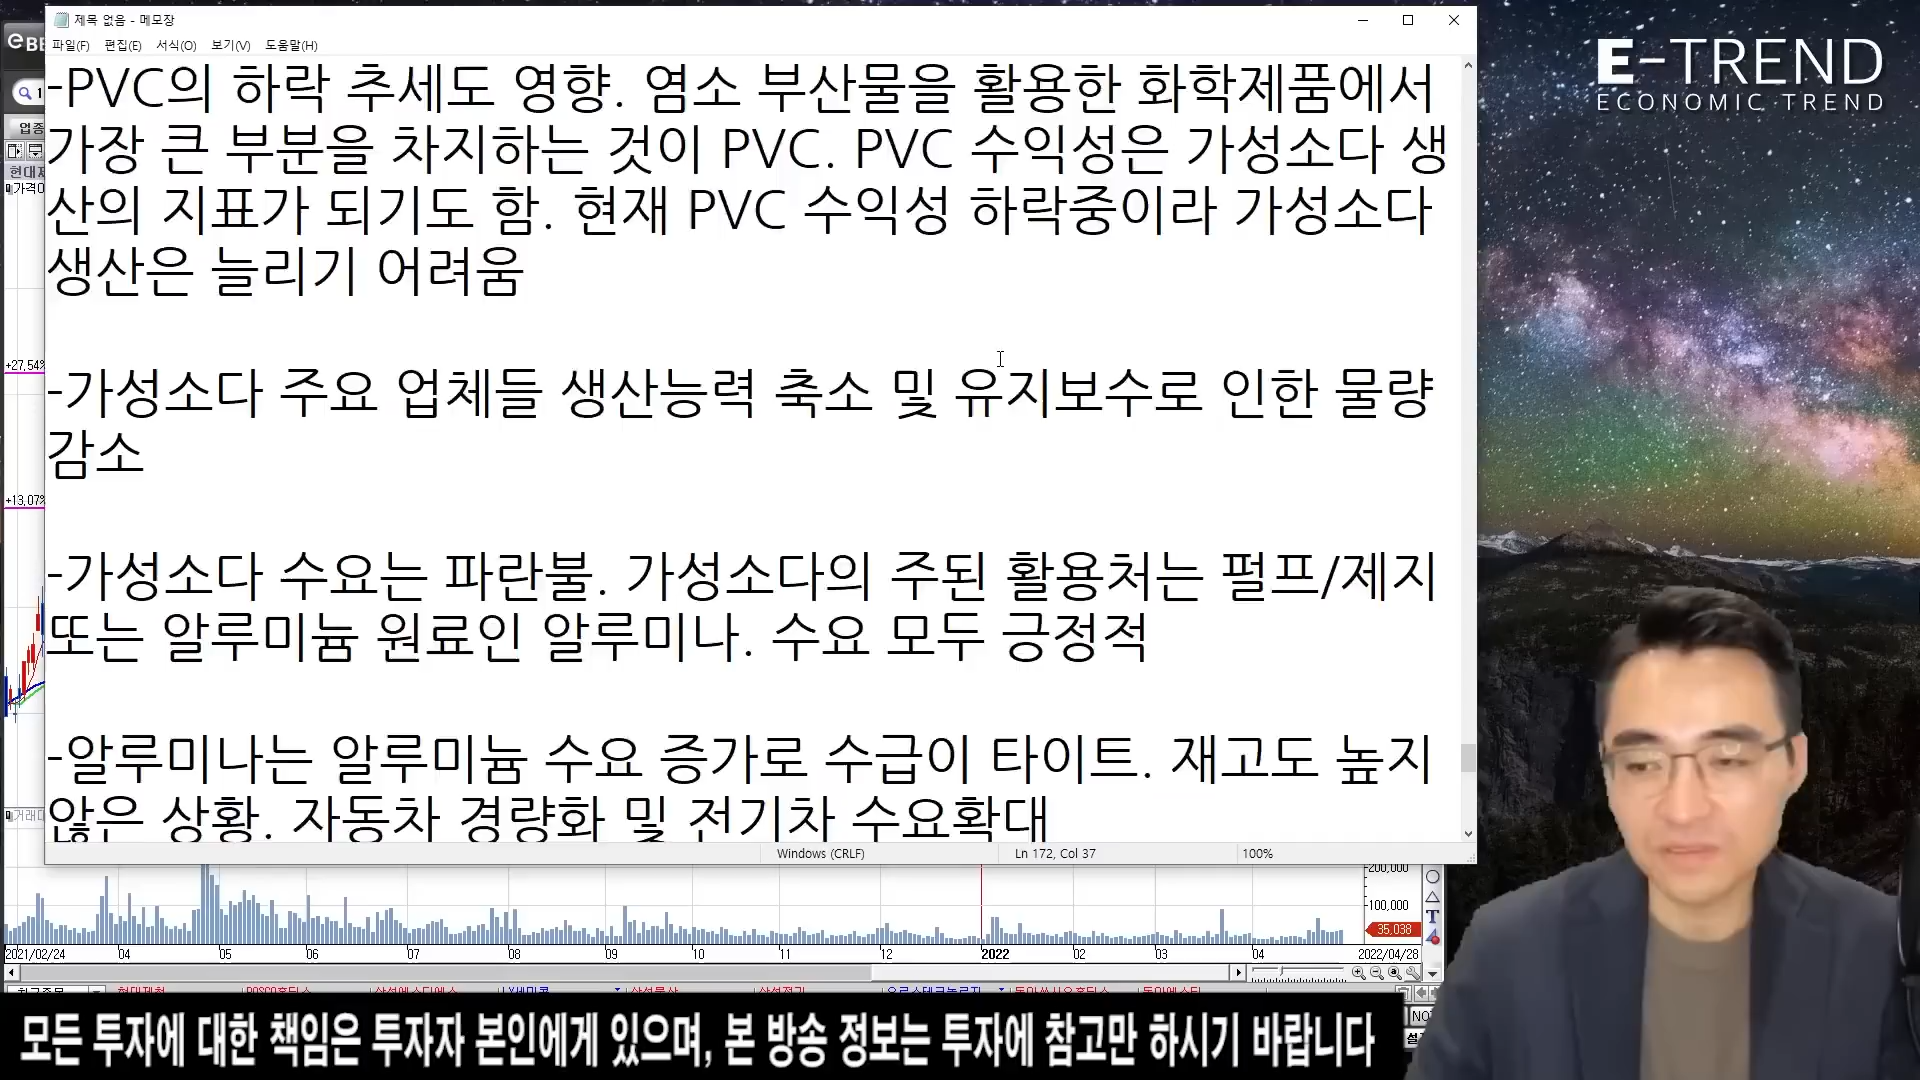 제목 없음 - 메모장
파일(F) 편집(E) 서식(O) 보기(V) 도움말(H)
-PVC의 하락 추세도 영향. 염소 부산물을 활용한 화학제품에서
가장 큰 부분을 차지하는 것이 PVC. PVC 수익성은 가성소다 생
산의 지표가 되기도 함. 현재 PVC 수익성 하락중이라 가성소다
생산은 늘리기 어려움
-가성소다 주요 업체들 생산능력 축소 및 유지보수로 인한 물량
감소
-가성소다 수요는 파란불. 가성소다의 주된 활용처는 펄프/제지
또는 알루미늄 원료인 알루미나. 수요 모두 긍정적
-알루미나는 알루미늄 수요 증가로 수급이 타이트. 재고도 높지
않은 상황. 자동차 경량화 및 전기차 수요확대
Windows (CRLF) Ln 172, Col 37 100%
E-TREND
ECONOMIC TREND
업종
+27,54%
+13,07%
200,000
100,000
35,038
2021/02/24 04 05 06 07 08 09 10 11 12 2022 02 03 04 2022/04/28
모든 투자에 대한 책임은 투자자 본인에게 있으며, 본 방송 정보는 투자에 참고만 하시기 바랍니다